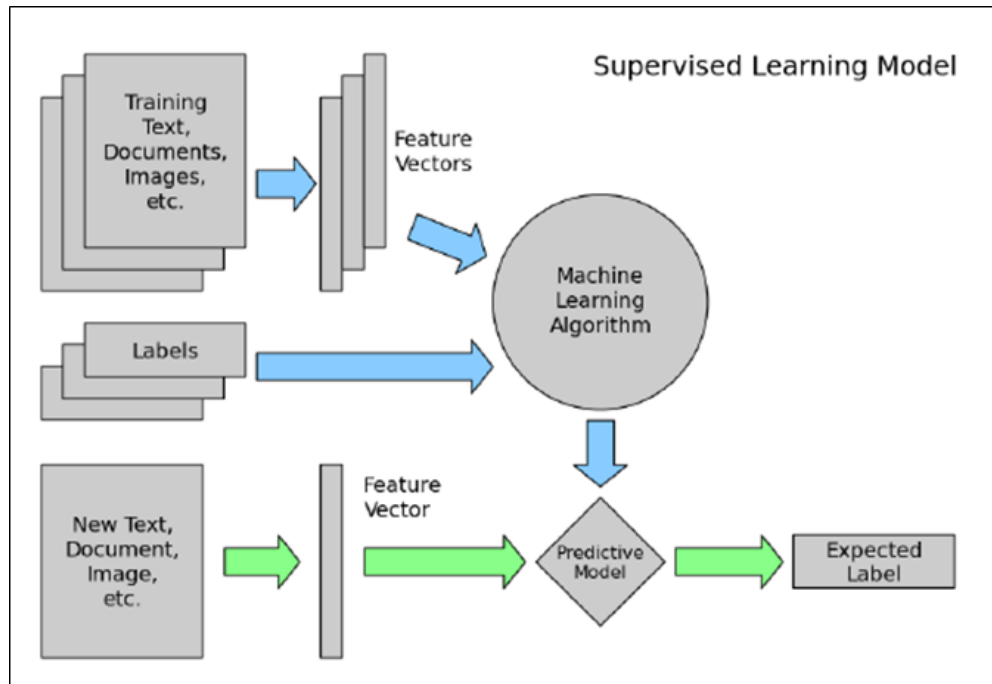 Supervised Learning Model
Training
Text,
Documents,
Images,
etc.
Feature
Vectors
Machine
Learning
Algorithm
Labels
New Text,
Document,
Image,
etc.
Feature
Vector
Predictive
Model
Expected
Label